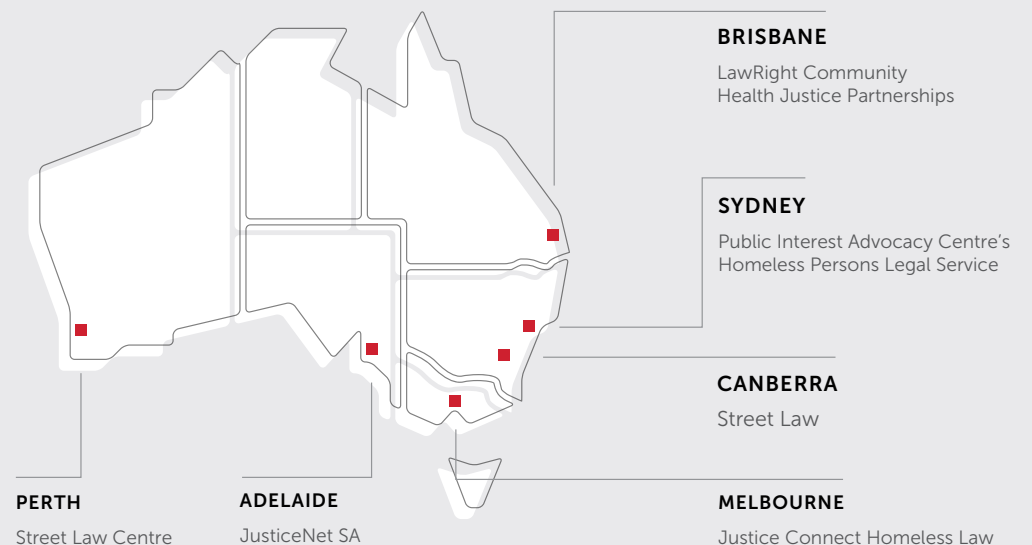 BRISBANE
LawRight Community
Health Justice Partnerships
SYDNEY
Public Interest Advocacy Centre’s
Homeless Persons Legal Service
CANBERRA
Street Law
PERTH
Street Law Centre
ADELAIDE
JusticeNet SA
MELBOURNE
Justice Connect Homeless Law